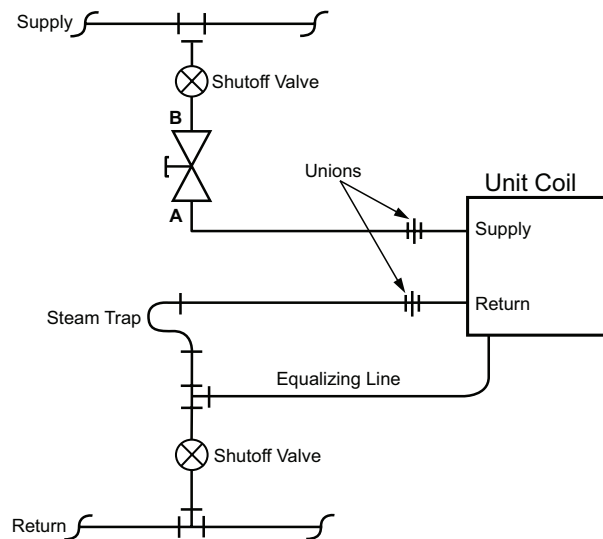 Supply
Shutoff Valve
B
Unions
Unit Coil
A
Supply
Return
Steam Trap
Equalizing Line
Shutoff Valve
Return